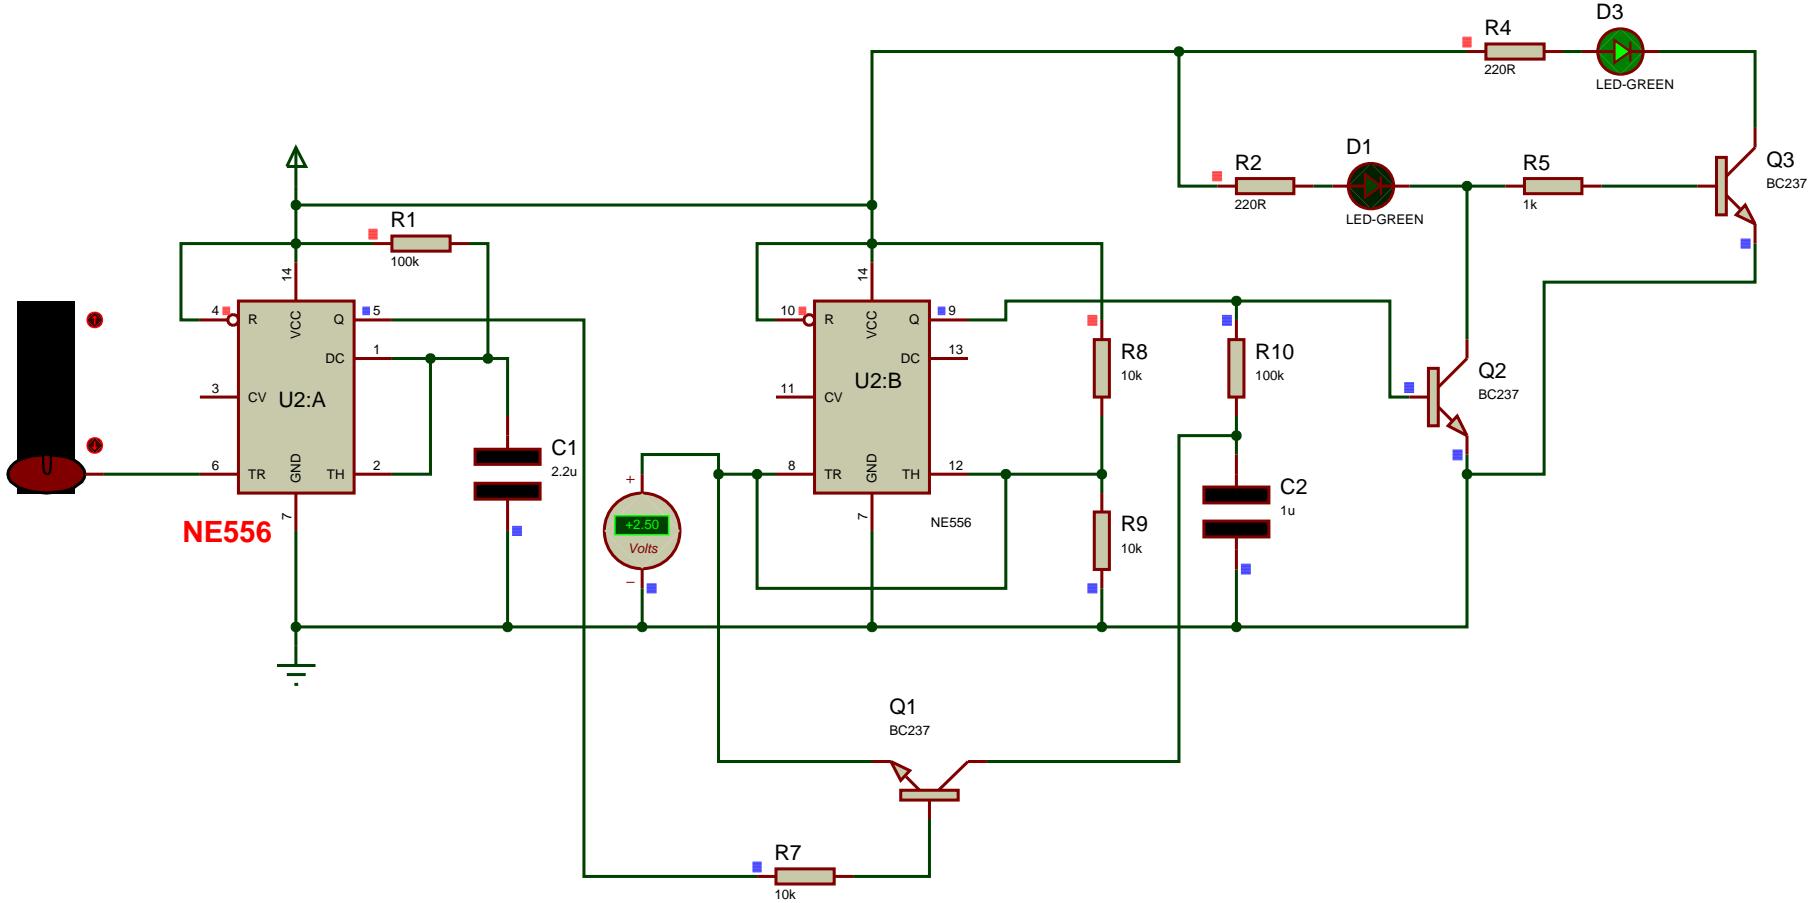 R4
220R
D3
LED-GREEN
R2
220R
D1
LED-GREEN
R5
1k
Q3
BC237
R1
100k
14
4
R
VCC
Q
5
DC
1
3
CV
U2:A
6
TR
GND
TH
2
7
NE556
C1
2.2u
14
10
R
VCC
Q
9
DC
13
11
CV
U2:B
8
TR
GND
TH
12
7
NE556
+
+2.50
Volts
−
R8
10k
R9
10k
R10
100k
C2
1u
Q2
BC237
Q1
BC237
R7
10k